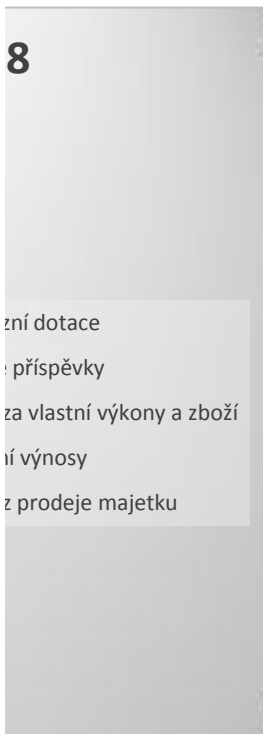 8
zní dotace
příspěvky
za vlastní výkony a zboží
ní výnosy
z prodeje majetku